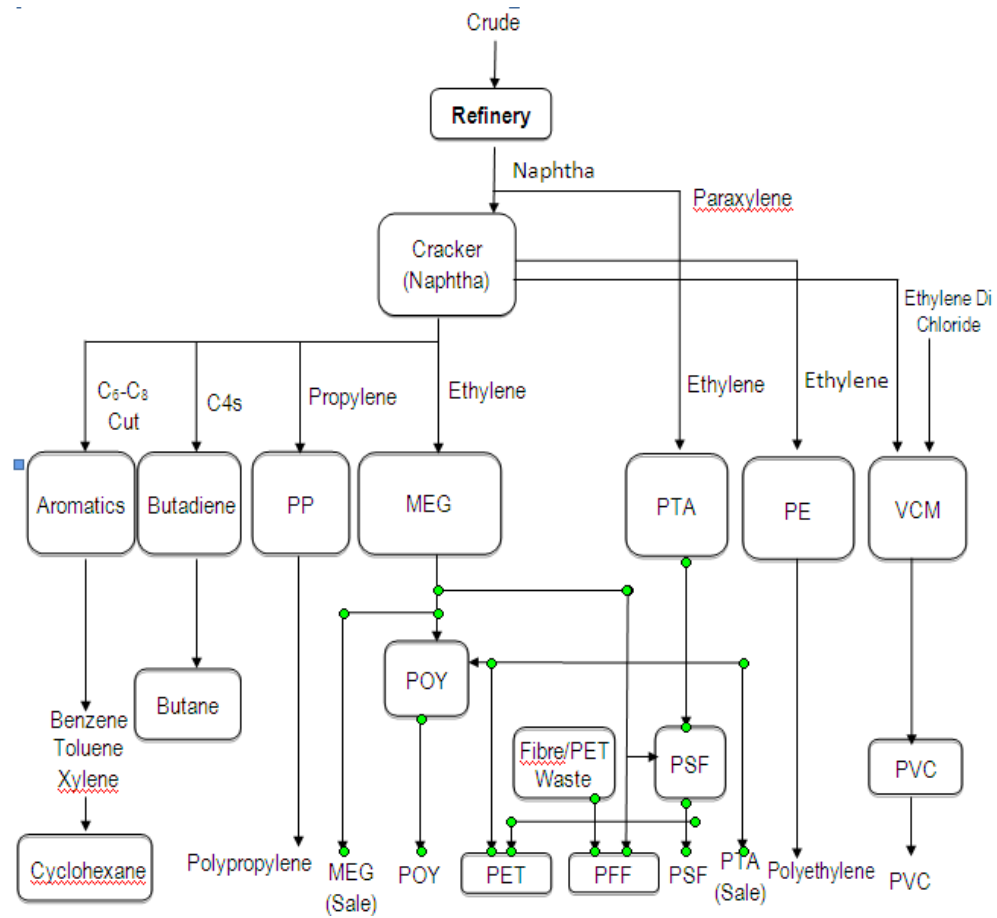 Crude
Refinery
Naphtha
Paraxylene
Cracker
(Naphtha)
Ethylene Di
Chloride
C₆-C₈
Cut
C4s
Propylene
Ethylene
Ethylene
Ethylene
Aromatics
Butadiene
PP
MEG
PTA
PE
VCM
POY
Butane
Benzene
Toluene
Xylene
Fibre/PET
Waste
PSF
PVC
Cyclohexane
Polypropylene
MEG
(Sale)
POY
PET
PFF
PSF
PTA
(Sale)
Polyethylene
PVC